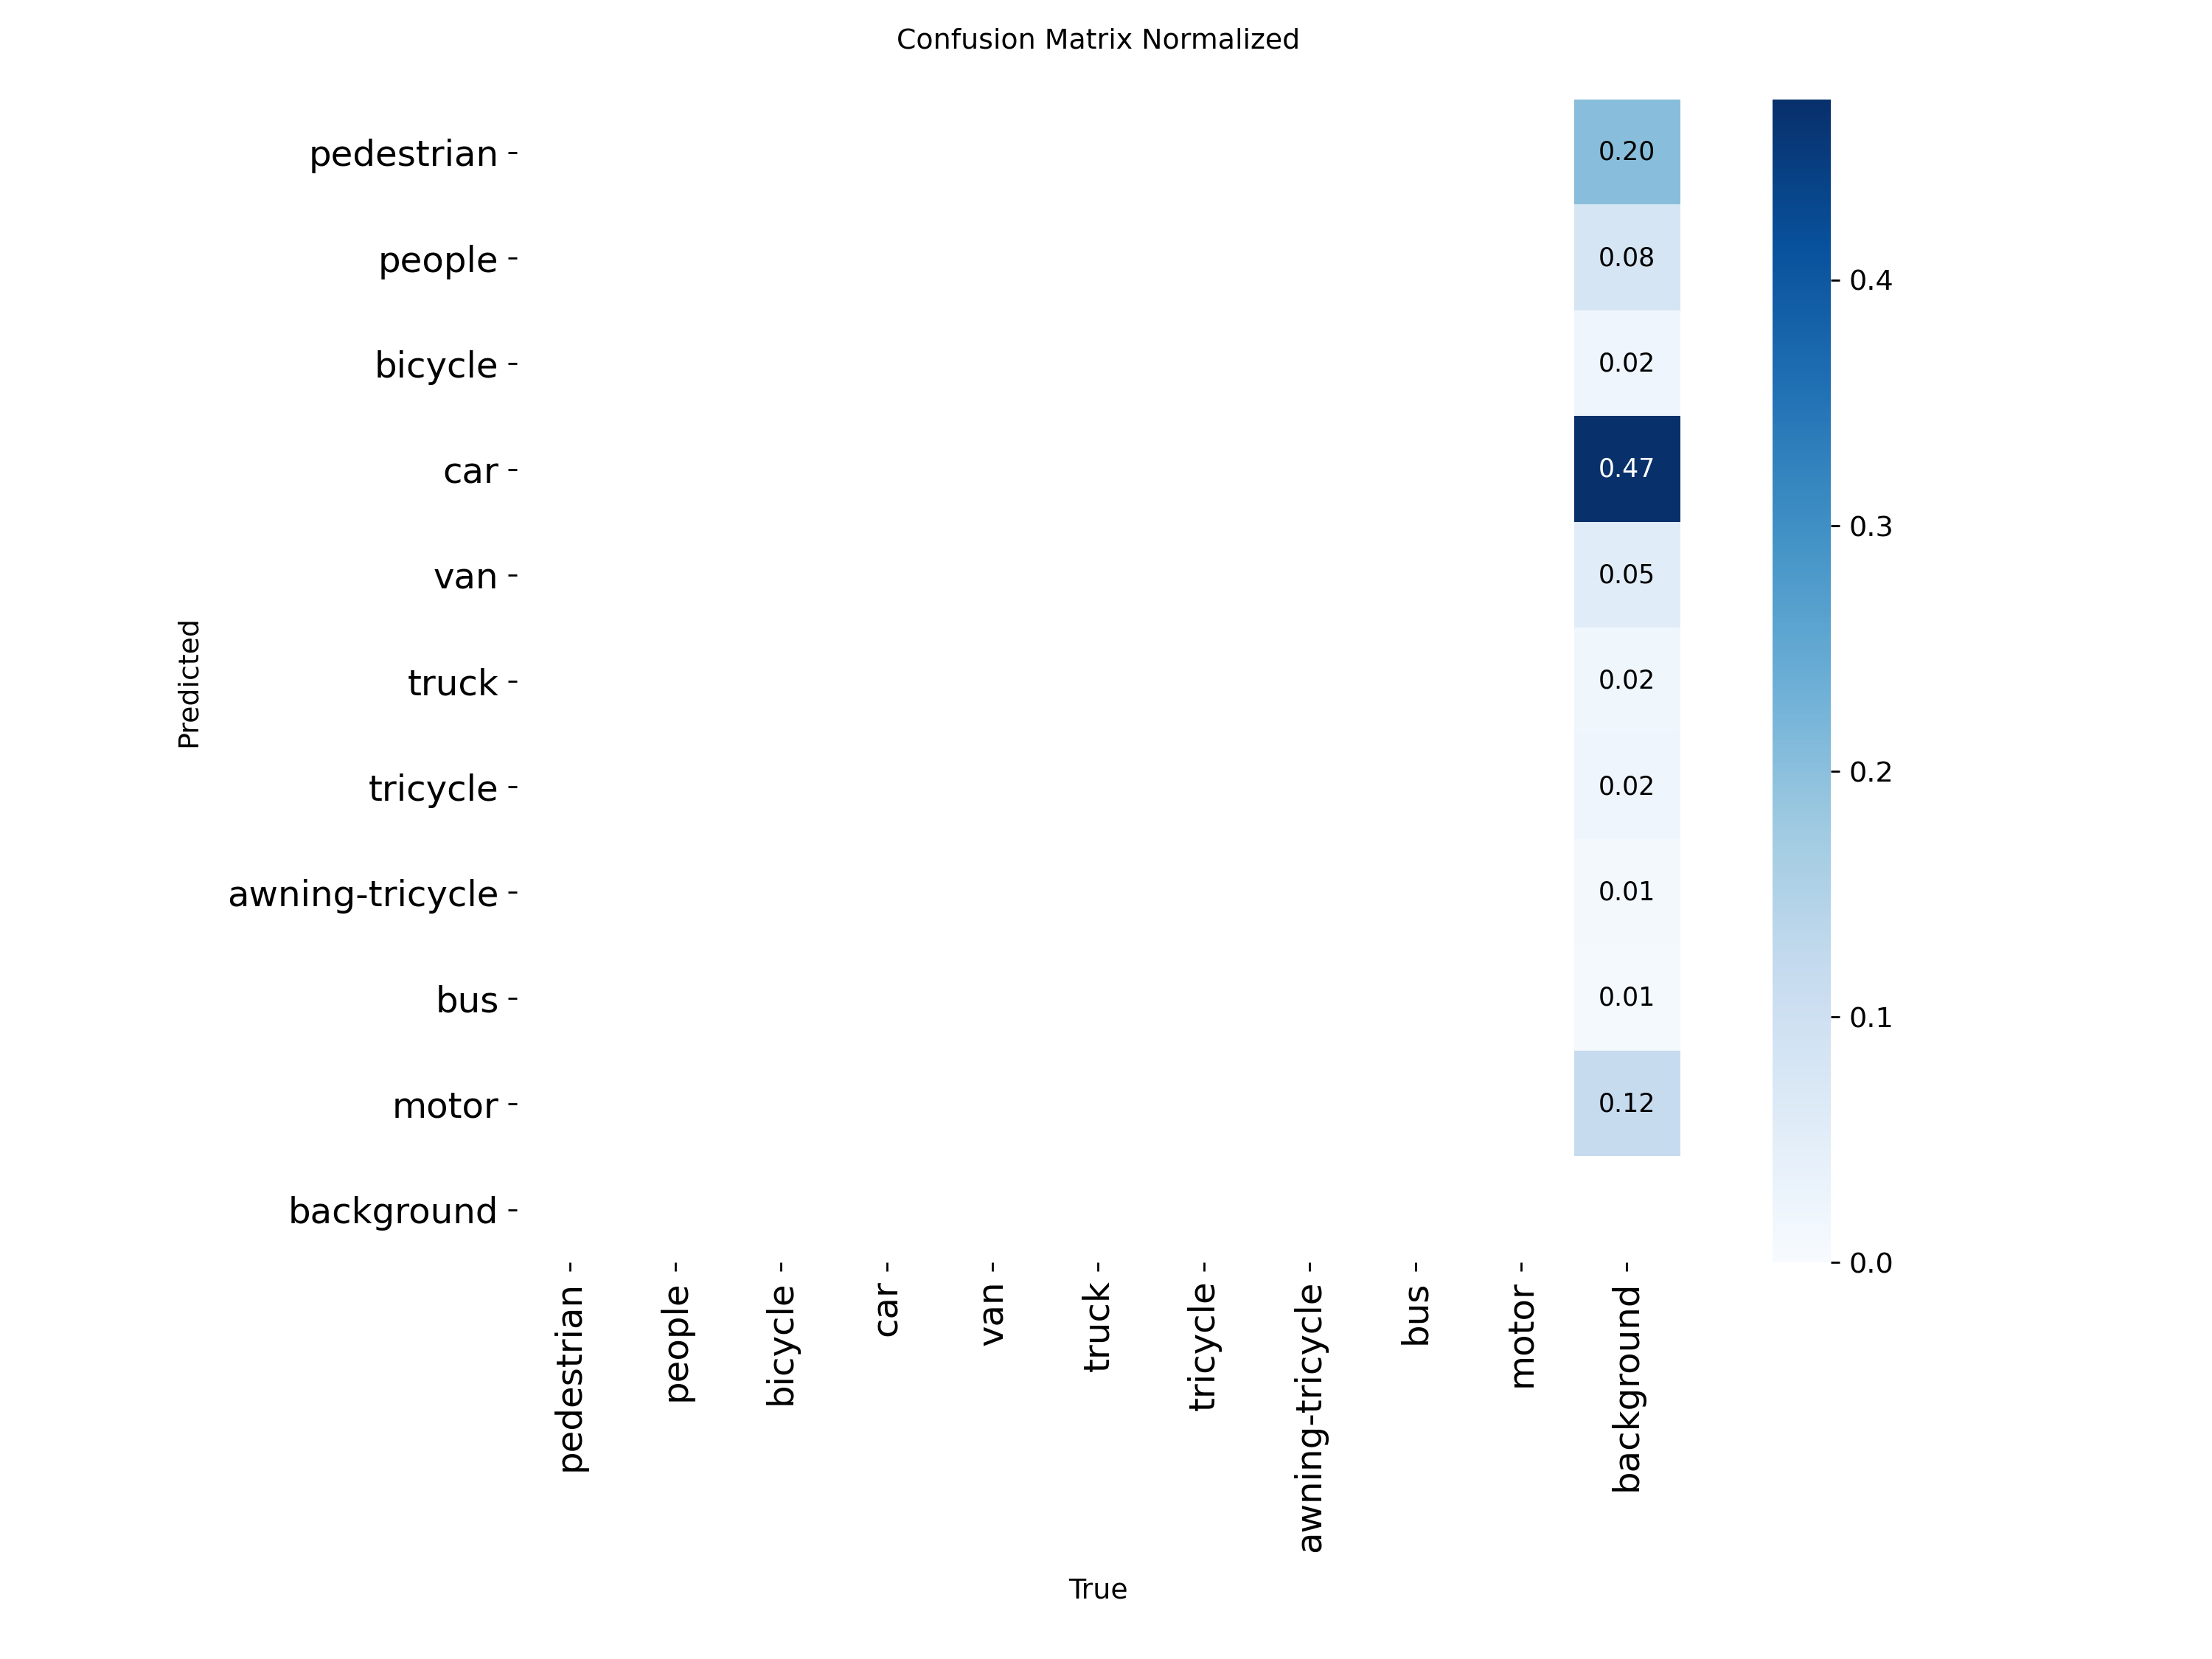 Confusion Matrix Normalized
pedestrian
people
bicycle
car
van
truck
tricycle
awning-tricycle
bus
motor
background
Predicted
0.20
0.08
0.02
0.47
0.05
0.02
0.02
0.01
0.01
0.12
0.4
0.3
0.2
0.1
0.0
pedestrian
people
bicycle
car
van
truck
tricycle
awning-tricycle
bus
motor
background
True